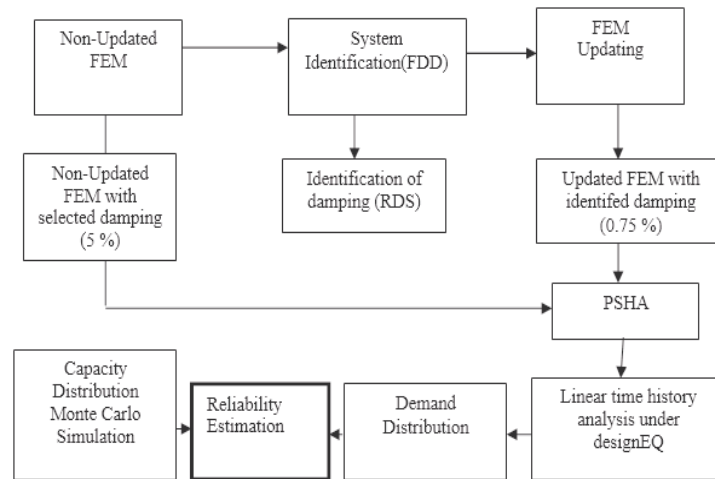 Non-Updated
FEM
System
Identification(FDD)
FEM
Updating
Non-Updated
FEM with
selected damping
(5 %)
Identification of
damping (RDS)
Updated FEM with
identifed damping
(0.75 %)
PSHA
Capacity
Distribution
Monte Carlo
Simulation
Reliability
Estimation
Demand
Distribution
Linear time history
analysis under
designEQ